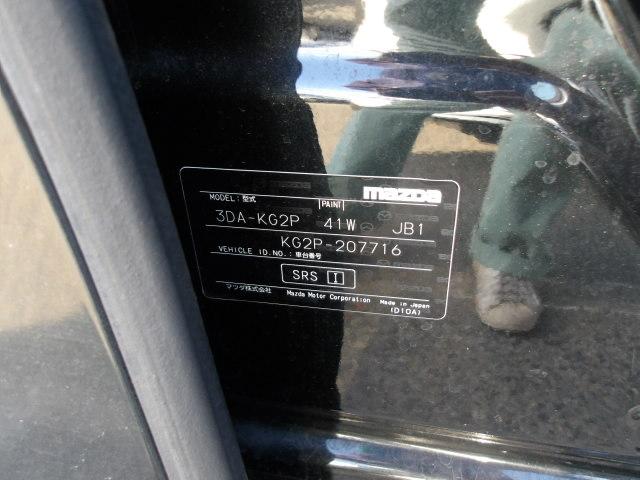 mazda
MODEL: 型式 PAINT
3DA-KG2P 41W JB1
KG2P-207716
VEHICLE ID.NO.: 車台番号
SRS I
マツダ株式会社 Mazda Motor Corporation Made in Japan
(D10A)